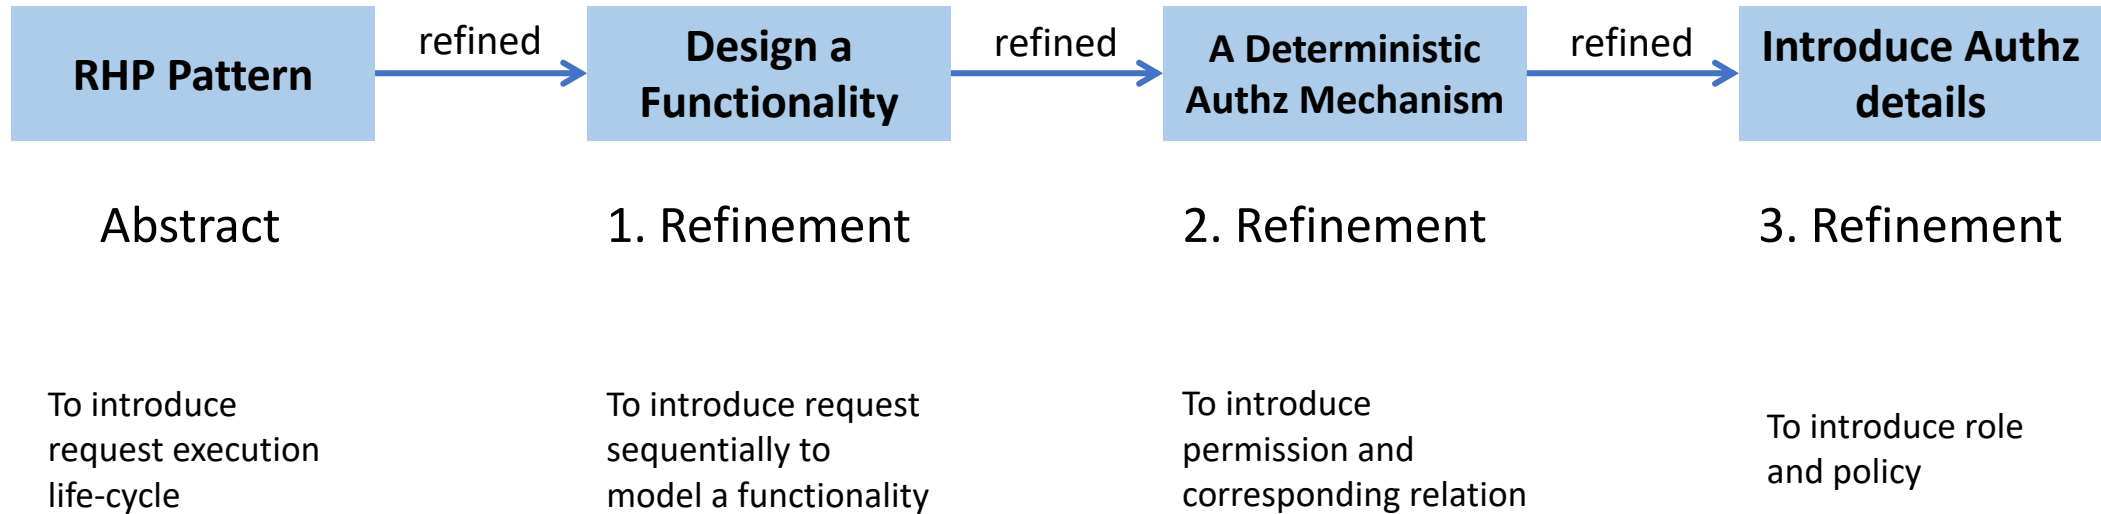 RHP Pattern
refined
Design a
Functionality
refined
A Deterministic
Authz Mechanism
refined
Introduce Authz
details
Abstract
1. Refinement
2. Refinement
3. Refinement
To introduce
request execution
life-cycle
To introduce request
sequentially to
model a functionality
To introduce
permission and
corresponding relation
To introduce role
and policy